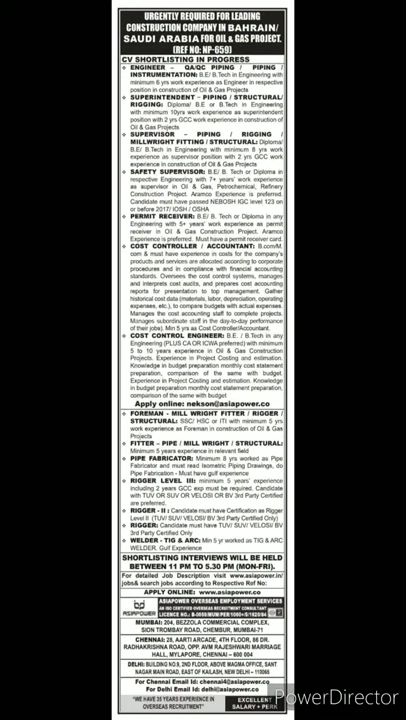 URGENTLY REQUIRED FOR LEADING
CONSTRUCTION COMPANY IN BAHRAIN/
SAUDI ARABIA FOR OIL & GAS PROJECT.
(REF NO: NP-659)
CV SHORTLISTING IN PROGRESS
ENGINEER – QA/QC PIPING / PIPING /
INSTRUMENTATION: B.E/ B.Tech in Engineering with
minimum 6 yrs work experience as Engineer in respective
position in construction of Oil & Gas Projects
SUPERINTENDENT – PIPING / STRUCTURAL/
RIGGING: Diploma/ B.E or B.Tech in Engineering
with minimum 10yrs work experience as superintendent
position with 2 yrs GCC work experience in construction of
Oil & Gas Projects
SUPERVISOR – PIPING / RIGGING /
MILLWRIGHT FITTING / STRUCTURAL: Diploma/
B.E/ B.Tech in Engineering with minimum 8 yrs work
experience as supervisor position with 2 yrs GCC work
experience in construction of Oil & Gas Projects
SAFETY SUPERVISOR: B.E/ B. Tech or Diploma in
respective Engineering with 7+ years' work experience
as supervisor in Oil & Gas, Petrochemical, Refinery
Construction Project. Aramco Experience is preferred.
Candidate must have passed NEBOSH IGC level 123 on
or before 2017/ IOSH / OSHA
PERMIT RECEIVER: B.E/ B. Tech or Diploma in any
Engineering with 5+ years' work experience as permit
receiver in Oil & Gas Construction Project. Aramco
Experience is preferred. Must have a permit receiver card.
COST CONTROLLER / ACCOUNTANT: B.com/M.
com & must have experience in costs for the company's
products and services are allocated according to corporate
procedures and in compliance with financial accounting
standards. Oversees the cost control systems, manages
and interprets cost audits, and prepares cost accounting
reports for presentation to top management. Gather
historical cost data (materials, labor, depreciation, operating
expenses, etc.), to compare budgets with actual expenses.
Manages the cost accounting staff to complete projects.
Manages subordinate staff in the day-to-day performance
of their jobs). Min 5 yrs as Cost Controller/Accountant.
COST CONTROL ENGINEER: B.E. / B.Tech in any
Engineering (PLUS CA OR ICWA preferred) with minimum
5 to 10 years experience in Oil & Gas Construction
Projects. Experience in Project Costing and estimation.
Knowledge in budget preparation monthly cost statement
preparation, comparison of the same with budget.
Experience in Project Costing and estimation. Knowledge
in budget preparation monthly cost statement preparation,
comparison of the same with budget
Apply online: nekson@asiapower.co
FOREMAN - MILL WRIGHT FITTER / RIGGER /
STRUCTURAL: SSC/ HSC or ITI with minimum 5 yrs-
work experience as Foreman in construction of Oil & Gas
Projects
FITTER – PIPE / MILL WRIGHT / STRUCTURAL:
Minimum 5 years experience in relevant field
PIPE FABRICATOR: Minimum 8 yrs worked as Pipe
Fabricator and must read Isometric Piping Drawings, do
Pipe Fabrication - Must have gulf experience
RIGGER LEVEL III: minimum 5 years' experience
including 2 years GCC exp must be required. Candidate
with TUV OR SUV OR VELOSI OR BV 3rd Party Certified
are preferred.
RIGGER - II : Candidate must have Certification as Rigger
Level II (TUV/ SUV/ VELOSI/ BV 3rd Party Certified Only)
RIGGER: Candidate must have TUV/ SUV/ VELOSI/ BV
3rd Party Certified Only
WELDER - TIG & ARC: Min 5 yr worked as TIG & ARC
WELDER, Gulf Experience
SHORTLISTING INTERVIEWS WILL BE HELD
BETWEEN 11 PM TO 5.30 PM (MON-FRI).
For detailed Job Description visit www.asiapower.in/
jobs& search jobs according to Respective Ref No:
APPLY ONLINE: www.asiapower.co
ASIAPOWER
ASIAPOWER OVERSEAS EMPLOYMENT SERVICES
AN ISO CERTIFIED OVERSEAS RECRUITMENT CONSULTANT
MUMBAI: 204, BEZZOLA COMMERCIAL COMPLEX,
SION TROMBAY ROAD, CHEMBUR, MUMBAI-71
CHENNAI: 28, AARTI ARCADE, 4TH FLOOR, 86 DR.
RADHAKRISHNA ROAD, OPP. AVM RAJESHWARI MARRIAGE
HALL, MYLAPORE, CHENNAI – 600 004
DELHI: BUILDING NO.9, 2ND FLOOR, ABOVE MAGMA OFFICE, SANT
NAGAR MAIN ROAD, EAST OF KAILASH, NEW DELHI – 110065
For Chennai Email Id: chennai4@asiapower.co
For Delhi Email Id: delhi@asiapower.co
"WE HAVE 35 YEARS EXPERIENCE IN
OVERSEAS RECRUITMENT"
EXCELLENT
SALARY + PERK
PowerDirector